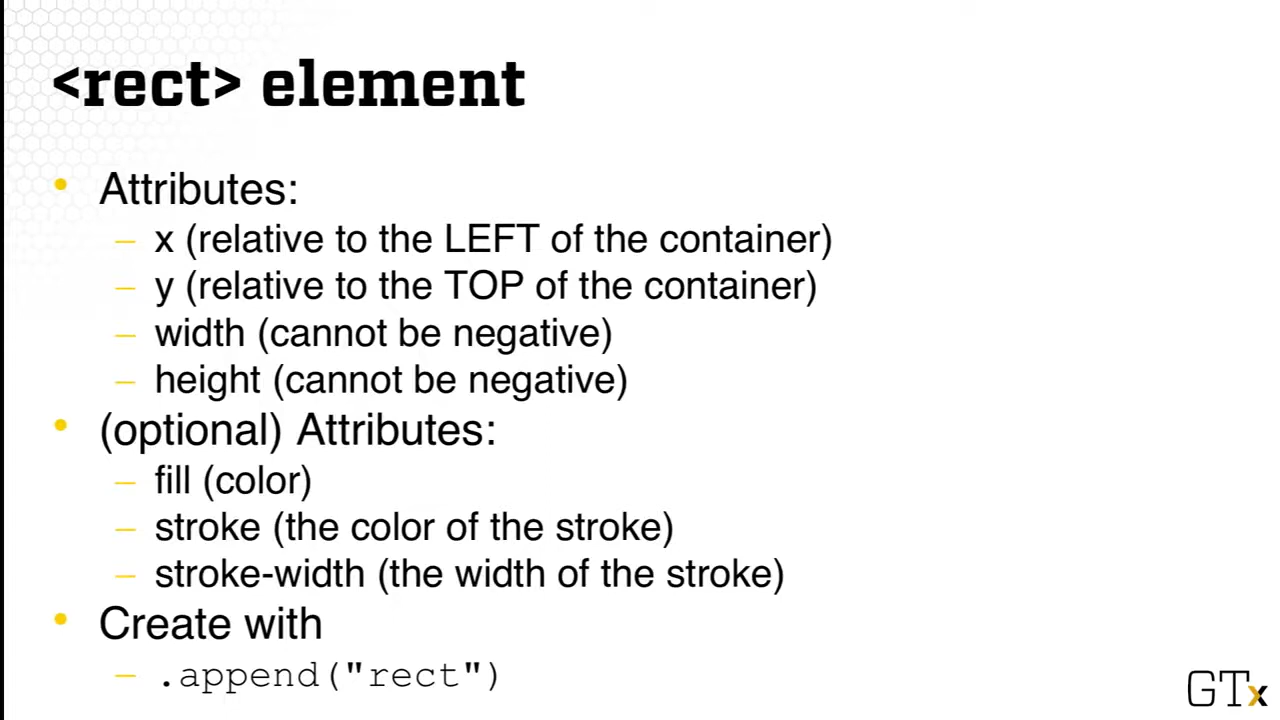 <rect> element
• Attributes:
– x (relative to the LEFT of the container)
– y (relative to the TOP of the container)
– width (cannot be negative)
– height (cannot be negative)
• (optional) Attributes:
– fill (color)
– stroke (the color of the stroke)
– stroke-width (the width of the stroke)
• Create with
– .append("rect")
GTx